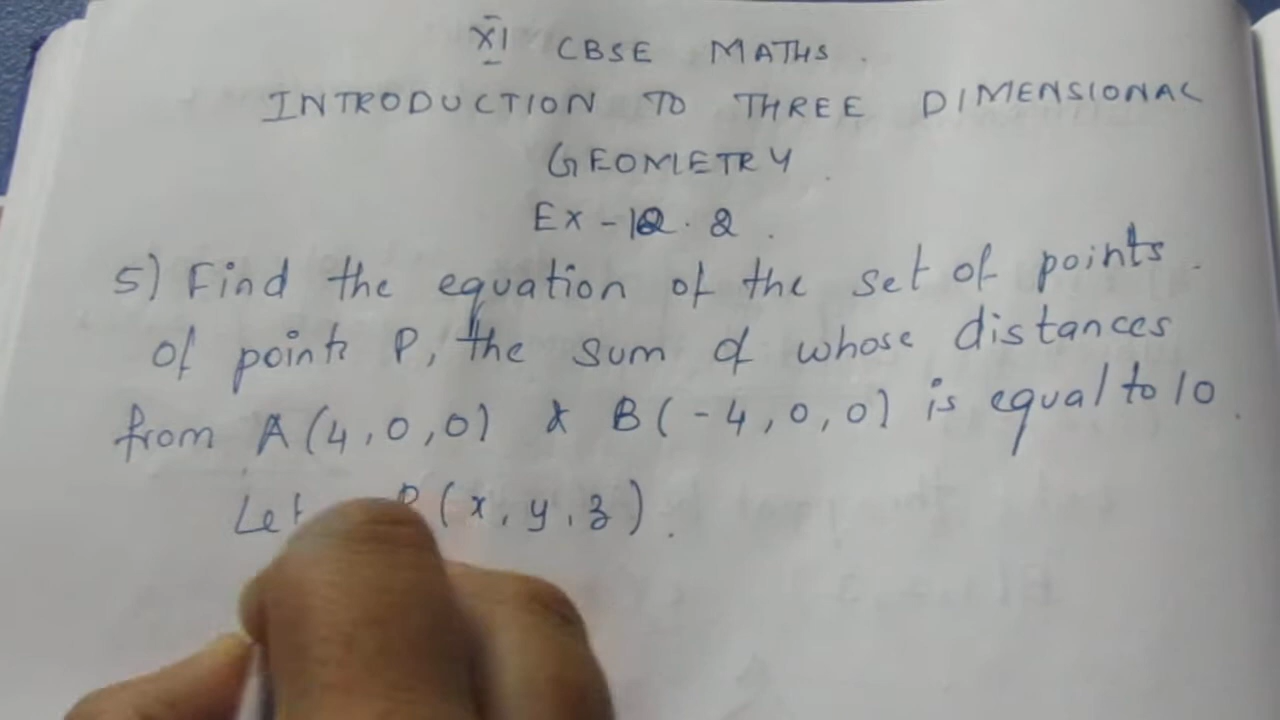 XI CBSE MATHS.
INTRODUCTION TO THREE DIMENSIONAL
GEOMETRY.
Ex - 12.2.
5) Find the equation of the set of points.
of points P, the sum of whose distances
from A(4,0,0) & B(-4,0,0) is equal to 10.
Let P(x, y, z).